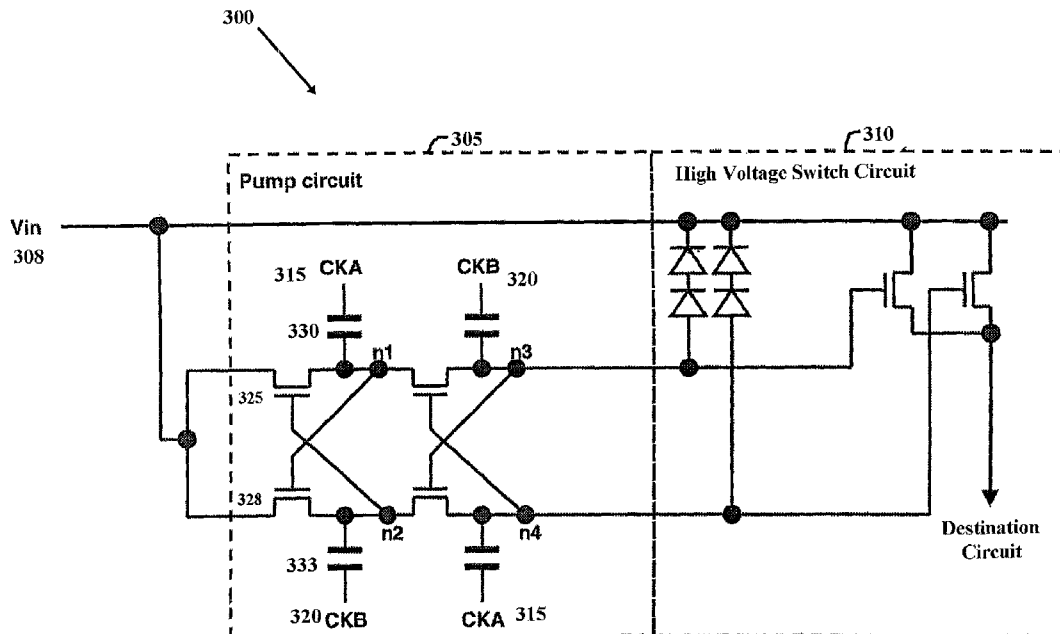 300
305
310
Pump circuit
High Voltage Switch Circuit
Vin
308
315 CKA
CKB 320
330
n1
n3
325
328
n2
n4
333
320 CKB
CKA 315
Destination
Circuit